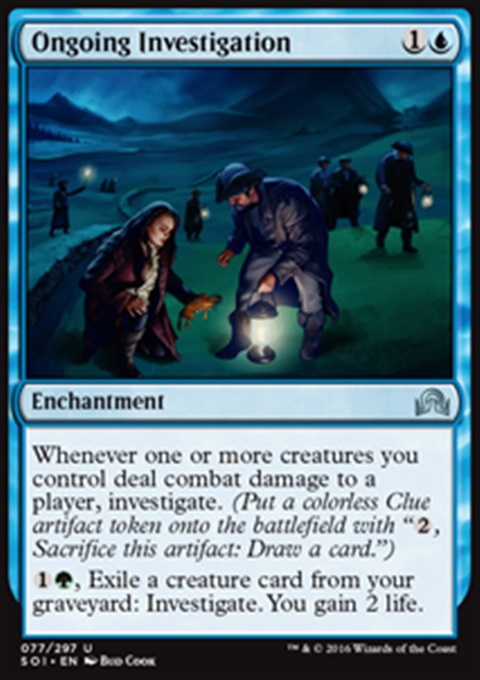 Ongoing Investigation 1
Enchantment
Whenever one or more creatures you
control deal combat damage to a
player, investigate. (Put a colorless Clue
artifact token onto the battlefield with “2,
Sacrifice this artifact: Draw a card.”)
1, Exile a creature card from your
graveyard: Investigate. You gain 2 life.
077/297 U
SOI • EN Bud Cook
™ & © 2016 Wizards of the Coast